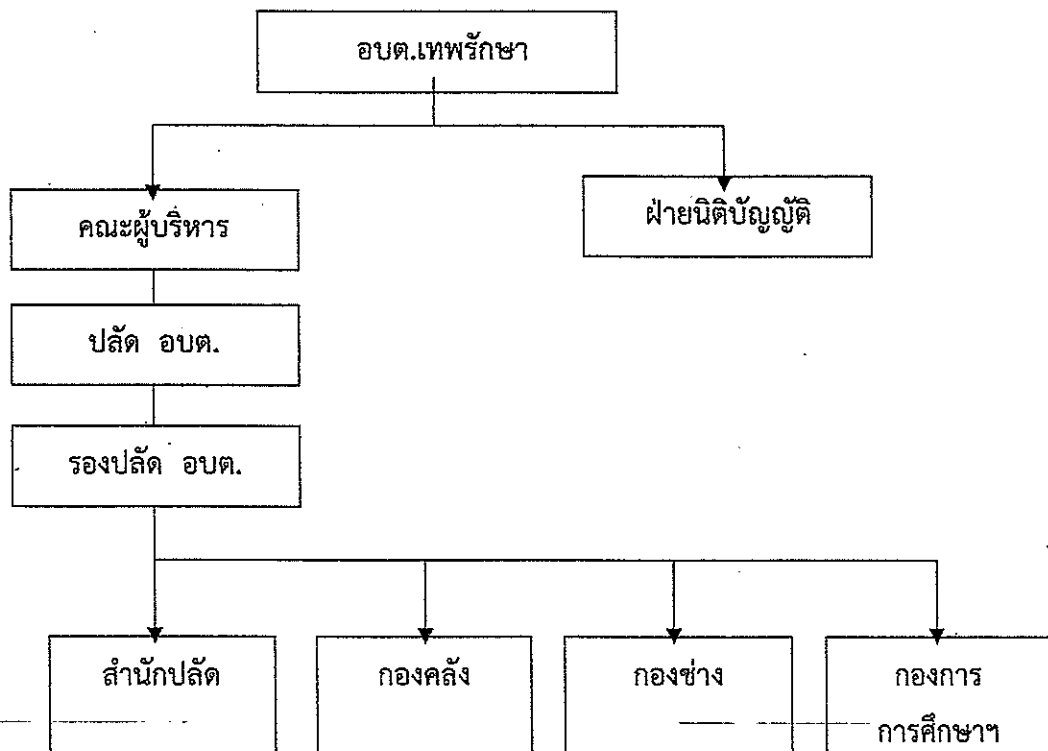 อบต.เทพรักษา
คณะผู้บริหาร
ฝ่ายนิติบัญญัติ
ปลัด อบต.
รองปลัด อบต.
สำนักปลัด
กองคลัง
กองช่าง
กองการ
การศึกษาฯ